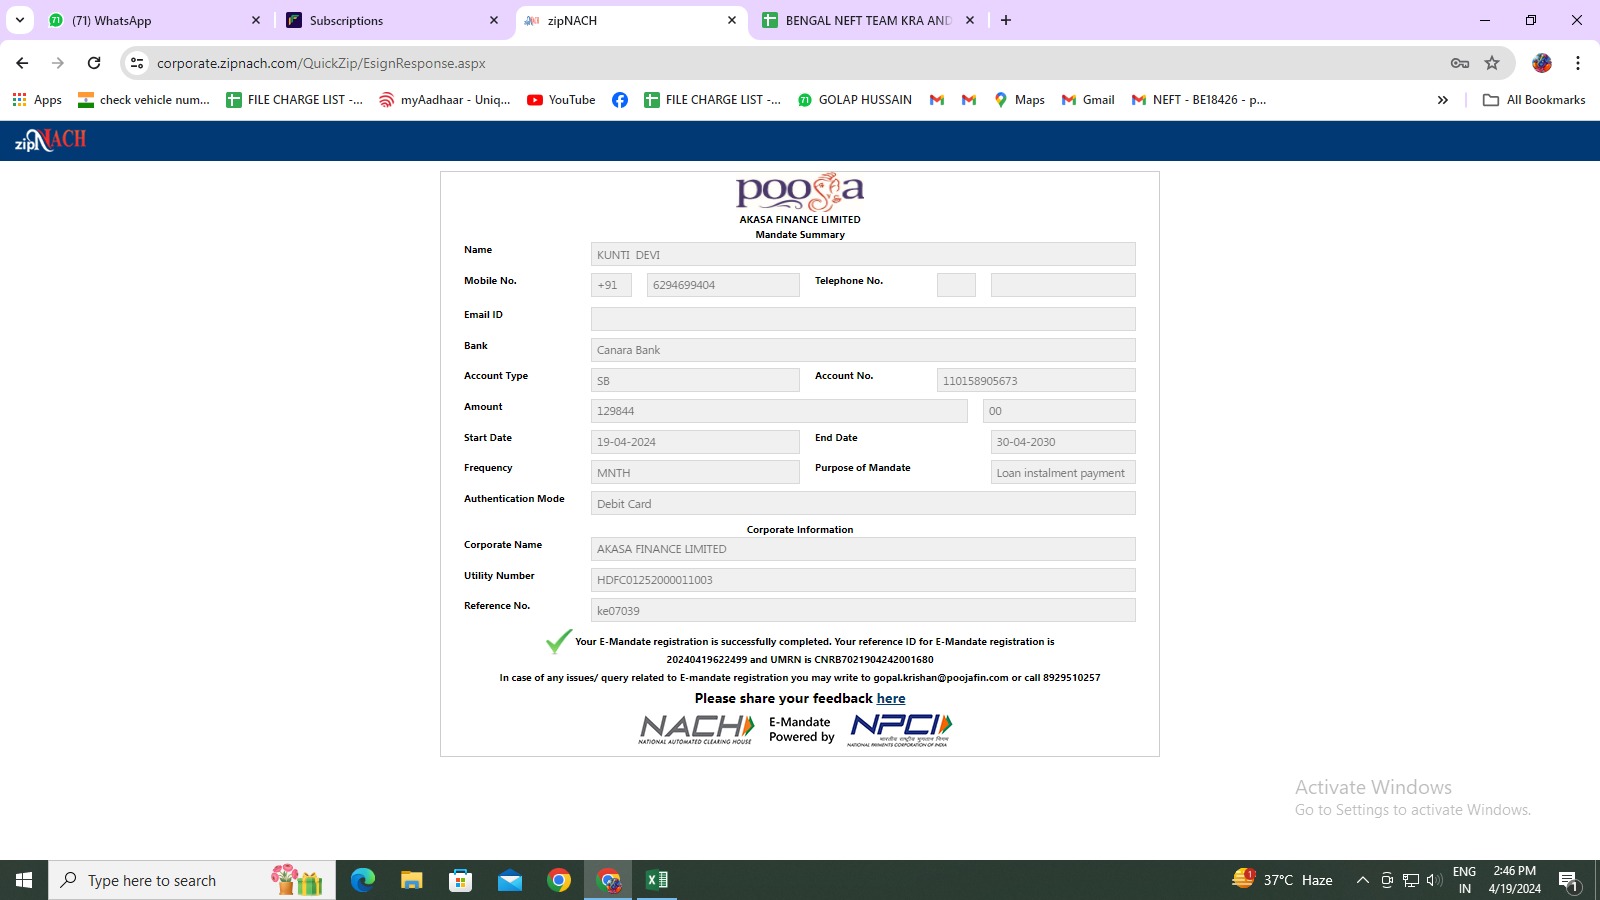 (71) WhatsApp
Subscriptions
zipNACH
BENGAL NEFT TEAM KRA AND
corporate.zipnach.com/QuickZip/EsignResponse.aspx
Apps
check vehicle num...
FILE CHARGE LIST -...
myAadhaar - Uniq...
YouTube
FILE CHARGE LIST -...
71
GOLAP HUSSAIN
Maps
Gmail
NEFT - BE18426 - p...
»
All Bookmarks
zipNACH
pooja
AKASA FINANCE LIMITED
Mandate Summary
Name KUNTI DEVI
Mobile No. +91 6294699404 Telephone No.
Email ID
Bank Canara Bank
Account Type SB Account No. 110158905673
Amount 129844 00
Start Date 19-04-2024 End Date 30-04-2030
Frequency MNTH Purpose of Mandate Loan instalment payment
Authentication Mode Debit Card
Corporate Information
Corporate Name AKASA FINANCE LIMITED
Utility Number HDFC01252000011003
Reference No. ke07039
Your E-Mandate registration is successfully completed. Your reference ID for E-Mandate registration is
20240419622499 and UMRN is CNRB7021904242001680
In case of any issues/ query related to E-mandate registration you may write to gopal.krishan@poojafin.com or call 8929510257
Please share your feedback here
NACH
NATIONAL AUTOMATED CLEARING HOUSE
E-Mandate
Powered by
NPCI
भारतीय राष्ट्रीय भुगतान निगम
NATIONAL PAYMENTS CORPORATION OF INDIA
Activate Windows
Go to Settings to activate Windows.
Type here to search
1
37°C Haze
ENG
IN
2:46 PM
4/19/2024
1